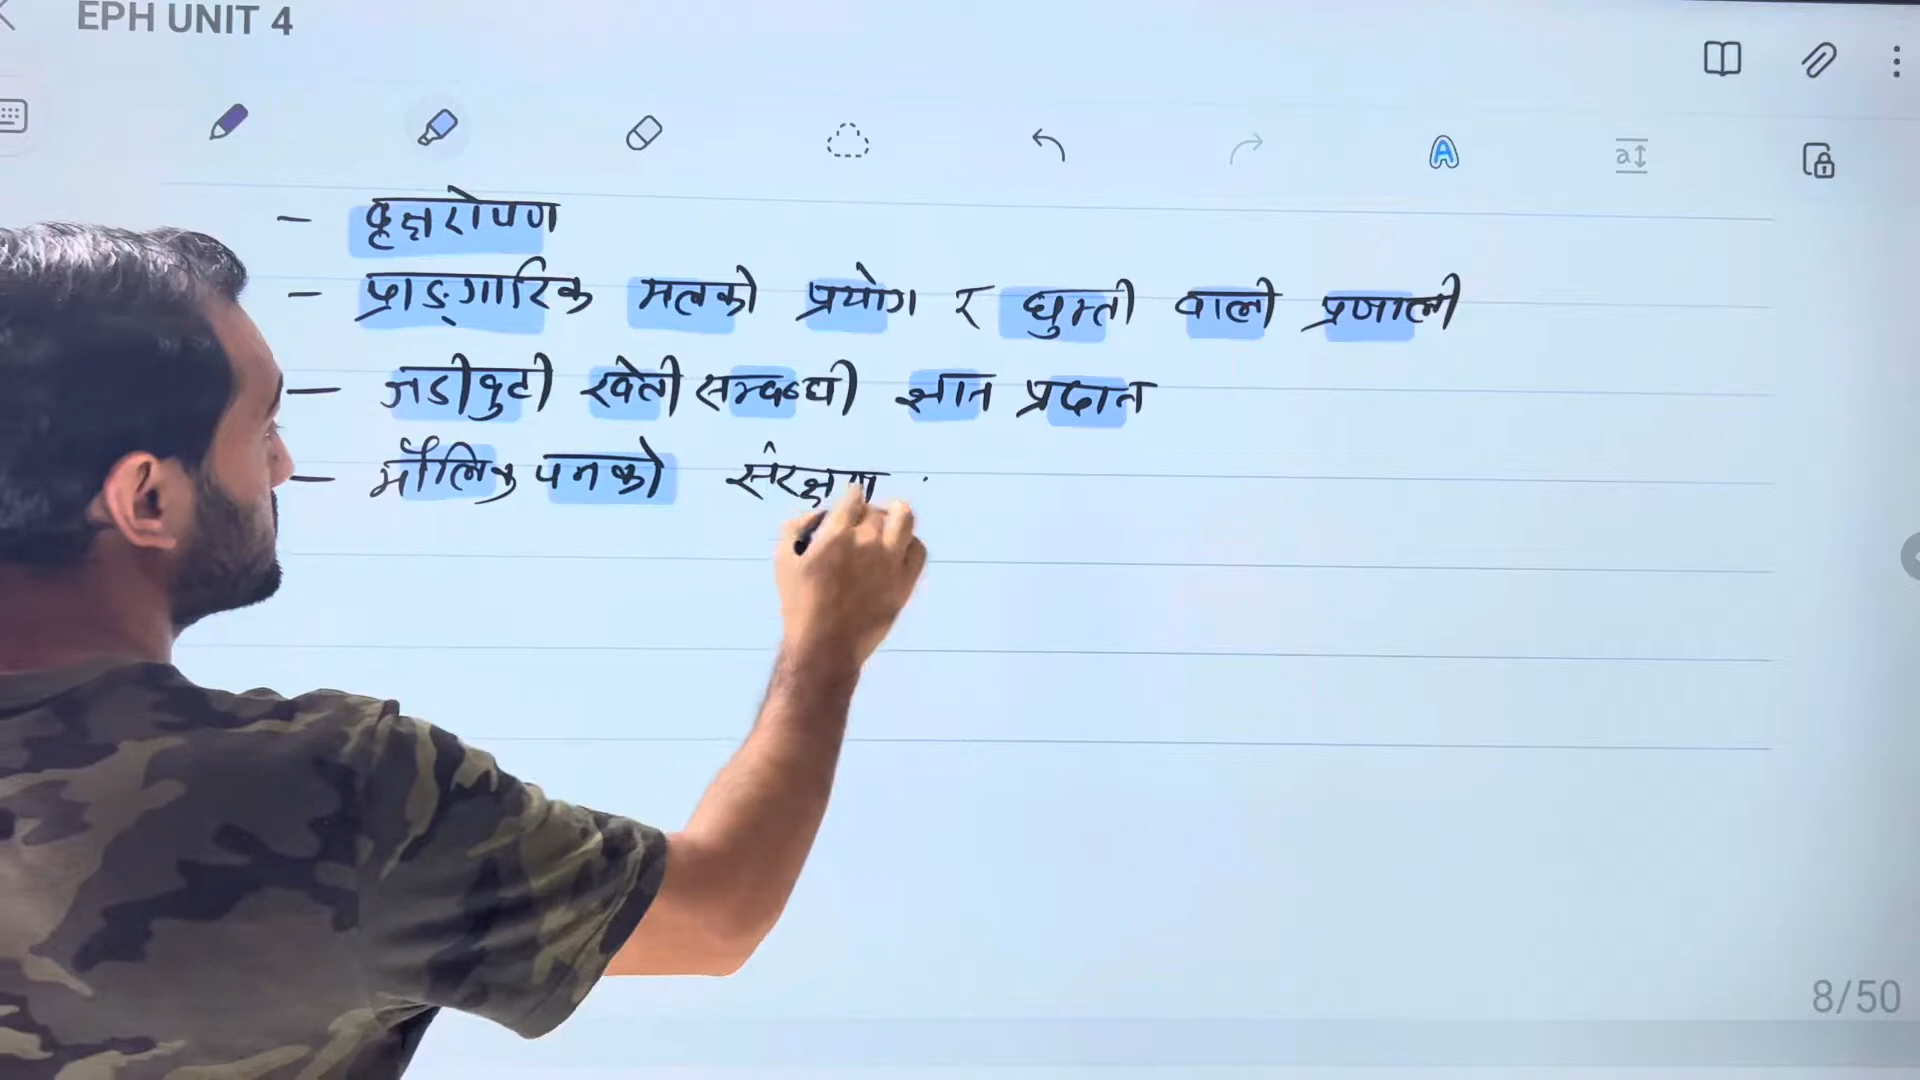 EPH UNIT 4
- वृक्षरोपण
- प्राङ्गारिक मलको प्रयोग र घुम्ती बाली प्रणाली
- जडीबुटी खेती सम्बन्धी ज्ञान प्रदान
- मौलिकपनको संरक्षण
8/50